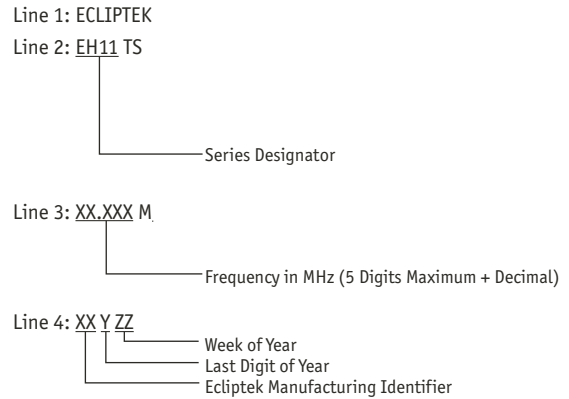 Line 1: ECLIPTEK
Line 2: EH11 TS
Series Designator
Line 3: XX.XXX M
Frequency in MHz (5 Digits Maximum + Decimal)
Line 4: XX Y ZZ
Week of Year
Last Digit of Year
Ecliptek Manufacturing Identifier